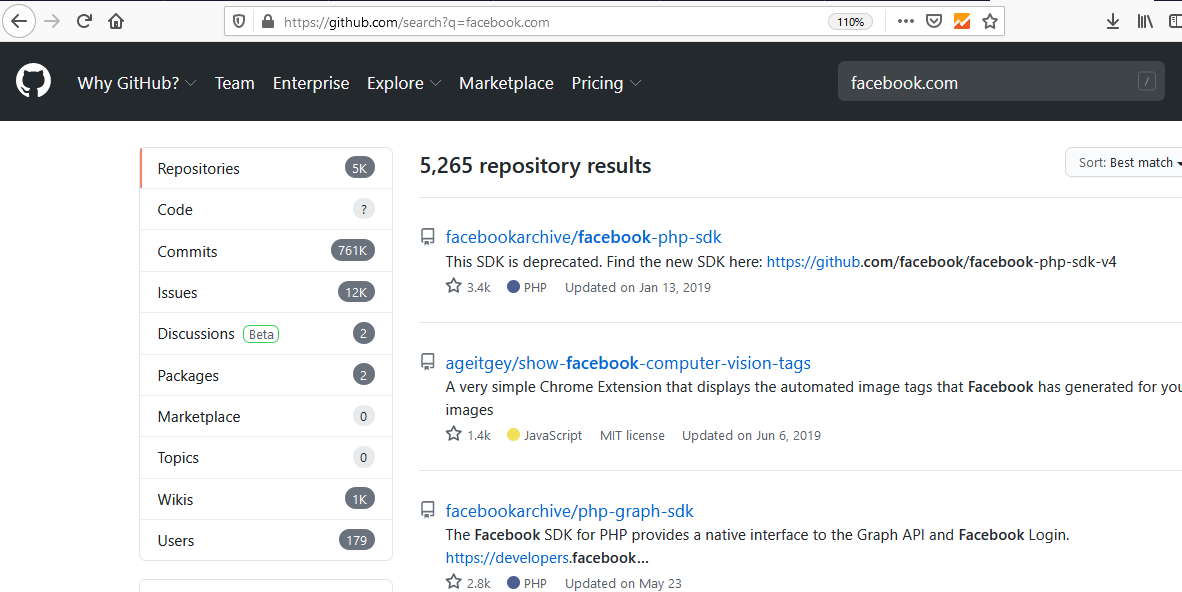 https://github.com/search?q=facebook.com 110%
Why GitHub? Team Enterprise Explore Marketplace Pricing facebook.com /
Repositories 5K
Code ?
Commits 761K
Issues 12K
Discussions Beta 2
Packages 2
Marketplace 0
Topics 0
Wikis 1K
Users 179
5,265 repository results
Sort: Best match
facebookarchive/facebook-php-sdk
This SDK is deprecated. Find the new SDK here: https://github.com/facebook/facebook-php-sdk-v4
3.4k PHP Updated on Jan 13, 2019
ageitgey/show-facebook-computer-vision-tags
A very simple Chrome Extension that displays the automated image tags that Facebook has generated for you
images
1.4k JavaScript MIT license Updated on Jun 6, 2019
facebookarchive/php-graph-sdk
The Facebook SDK for PHP provides a native interface to the Graph API and Facebook Login.
https://developers.facebook...
2.8k PHP Updated on May 23